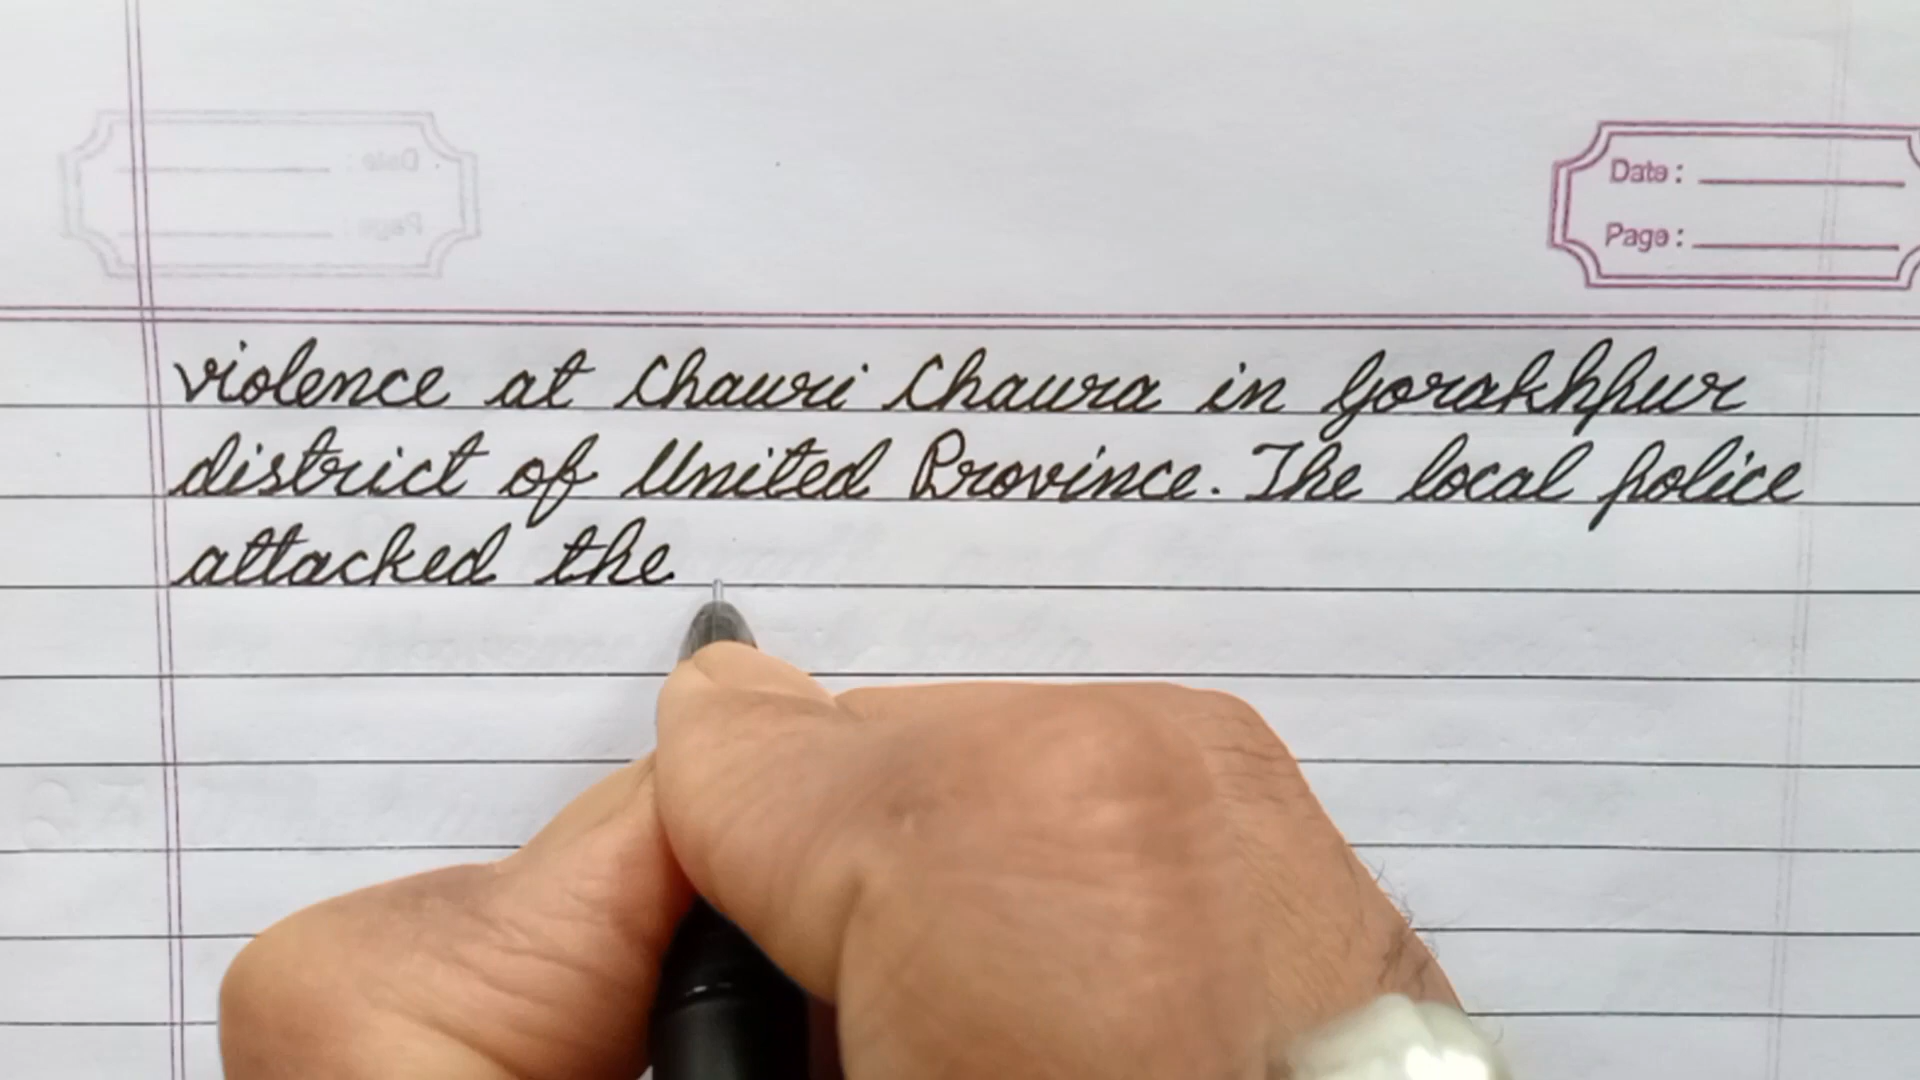 Date :
Page :
violence at Chauri Chaura in Gorakhpur
district of United Province. The local police
attacked the